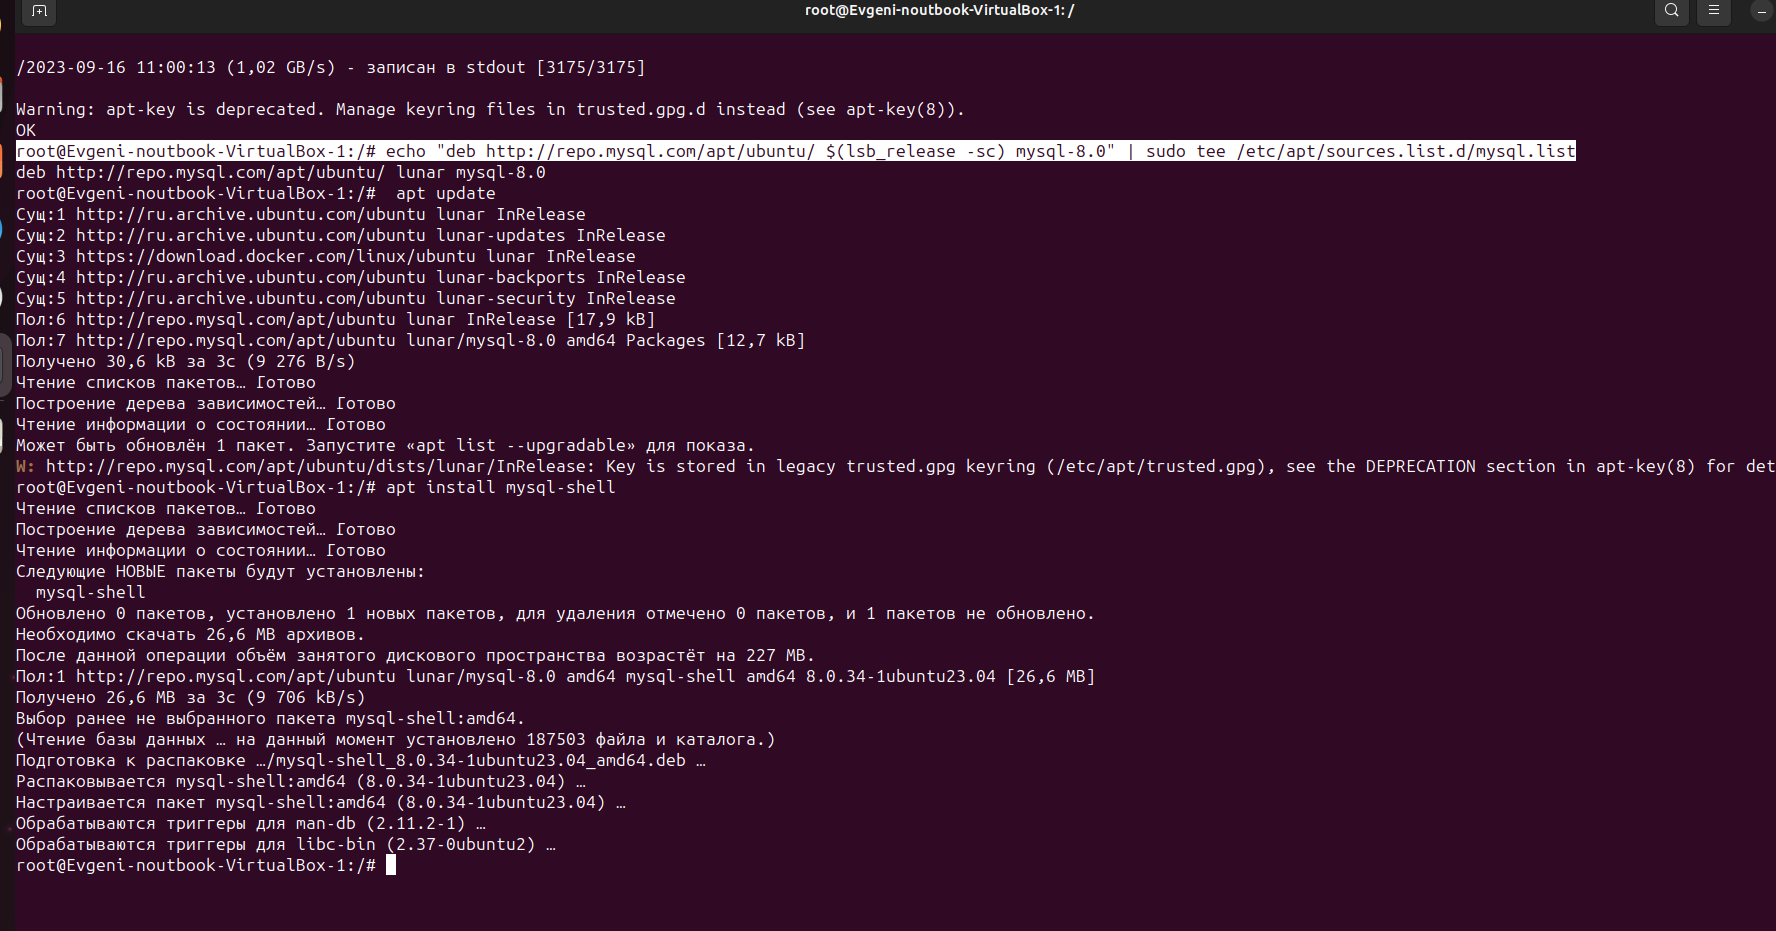 root@Evgeni-noutbook-VirtualBox-1: /
/2023-09-16 11:00:13 (1,02 GB/s) - записан в stdout [3175/3175]
Warning: apt-key is deprecated. Manage keyring files in trusted.gpg.d instead (see apt-key(8)).
OK
root@Evgeni-noutbook-VirtualBox-1:/# echo "deb http://repo.mysql.com/apt/ubuntu/ $(lsb_release -sc) mysql-8.0" | sudo tee /etc/apt/sources.list.d/mysql.list
deb http://repo.mysql.com/apt/ubuntu/ lunar mysql-8.0
root@Evgeni-noutbook-VirtualBox-1:/#  apt update
Сущ:1 http://ru.archive.ubuntu.com/ubuntu lunar InRelease
Сущ:2 http://ru.archive.ubuntu.com/ubuntu lunar-updates InRelease
Сущ:3 https://download.docker.com/linux/ubuntu lunar InRelease
Сущ:4 http://ru.archive.ubuntu.com/ubuntu lunar-backports InRelease
Сущ:5 http://ru.archive.ubuntu.com/ubuntu lunar-security InRelease
Пол:6 http://repo.mysql.com/apt/ubuntu lunar InRelease [17,9 kB]
Пол:7 http://repo.mysql.com/apt/ubuntu lunar/mysql-8.0 amd64 Packages [12,7 kB]
Получено 30,6 kB за 3с (9 276 B/s)
Чтение списков пакетов… Готово
Построение дерева зависимостей… Готово
Чтение информации о состоянии… Готово
Может быть обновлён 1 пакет. Запустите «apt list --upgradable» для показа.
W: http://repo.mysql.com/apt/ubuntu/dists/lunar/InRelease: Key is stored in legacy trusted.gpg keyring (/etc/apt/trusted.gpg), see the DEPRECATION section in apt-key(8) for det
root@Evgeni-noutbook-VirtualBox-1:/# apt install mysql-shell
Чтение списков пакетов… Готово
Построение дерева зависимостей… Готово
Чтение информации о состоянии… Готово
Следующие НОВЫЕ пакеты будут установлены:
mysql-shell
Обновлено 0 пакетов, установлено 1 новых пакетов, для удаления отмечено 0 пакетов, и 1 пакетов не обновлено.
Необходимо скачать 26,6 MB архивов.
После данной операции объём занятого дискового пространства возрастёт на 227 MB.
Пол:1 http://repo.mysql.com/apt/ubuntu lunar/mysql-8.0 amd64 mysql-shell amd64 8.0.34-1ubuntu23.04 [26,6 MB]
Получено 26,6 MB за 3с (9 706 kB/s)
Выбор ранее не выбранного пакета mysql-shell:amd64.
(Чтение базы данных … на данный момент установлено 187503 файла и каталога.)
Подготовка к распаковке …/mysql-shell_8.0.34-1ubuntu23.04_amd64.deb …
Распаковывается mysql-shell:amd64 (8.0.34-1ubuntu23.04) …
Настраивается пакет mysql-shell:amd64 (8.0.34-1ubuntu23.04) …
Обрабатываются триггеры для man-db (2.11.2-1) …
Обрабатываются триггеры для libc-bin (2.37-0ubuntu2) …
root@Evgeni-noutbook-VirtualBox-1:/#